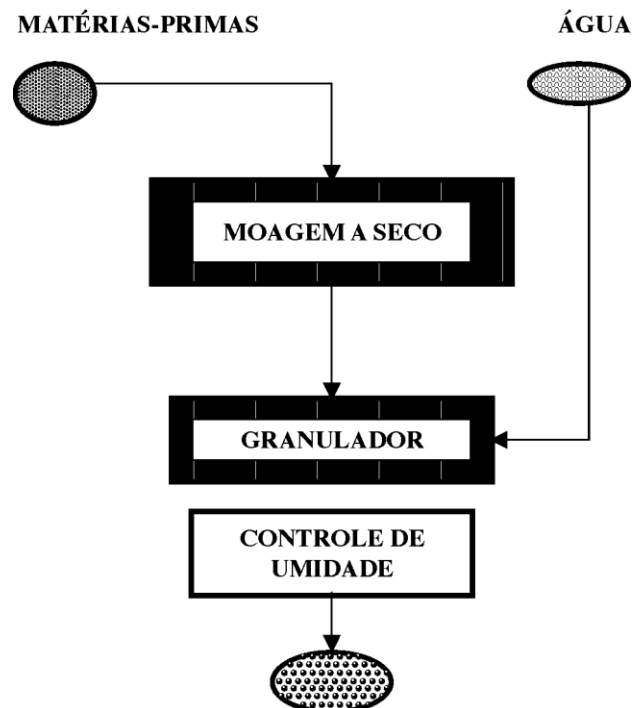 MATÉRIAS-PRIMAS
ÁGUA
MOAGEM A SECO
GRANULADOR
CONTROLE DE
UMIDADE